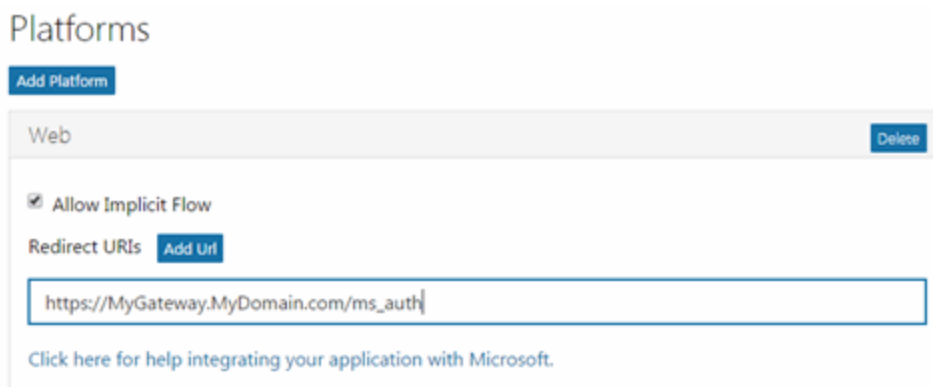 Platforms
Add Platform
Web Delete
Allow Implicit Flow
Redirect URIs Add Url
https://MyGateway.MyDomain.com/ms_auth
Click here for help integrating your application with Microsoft.